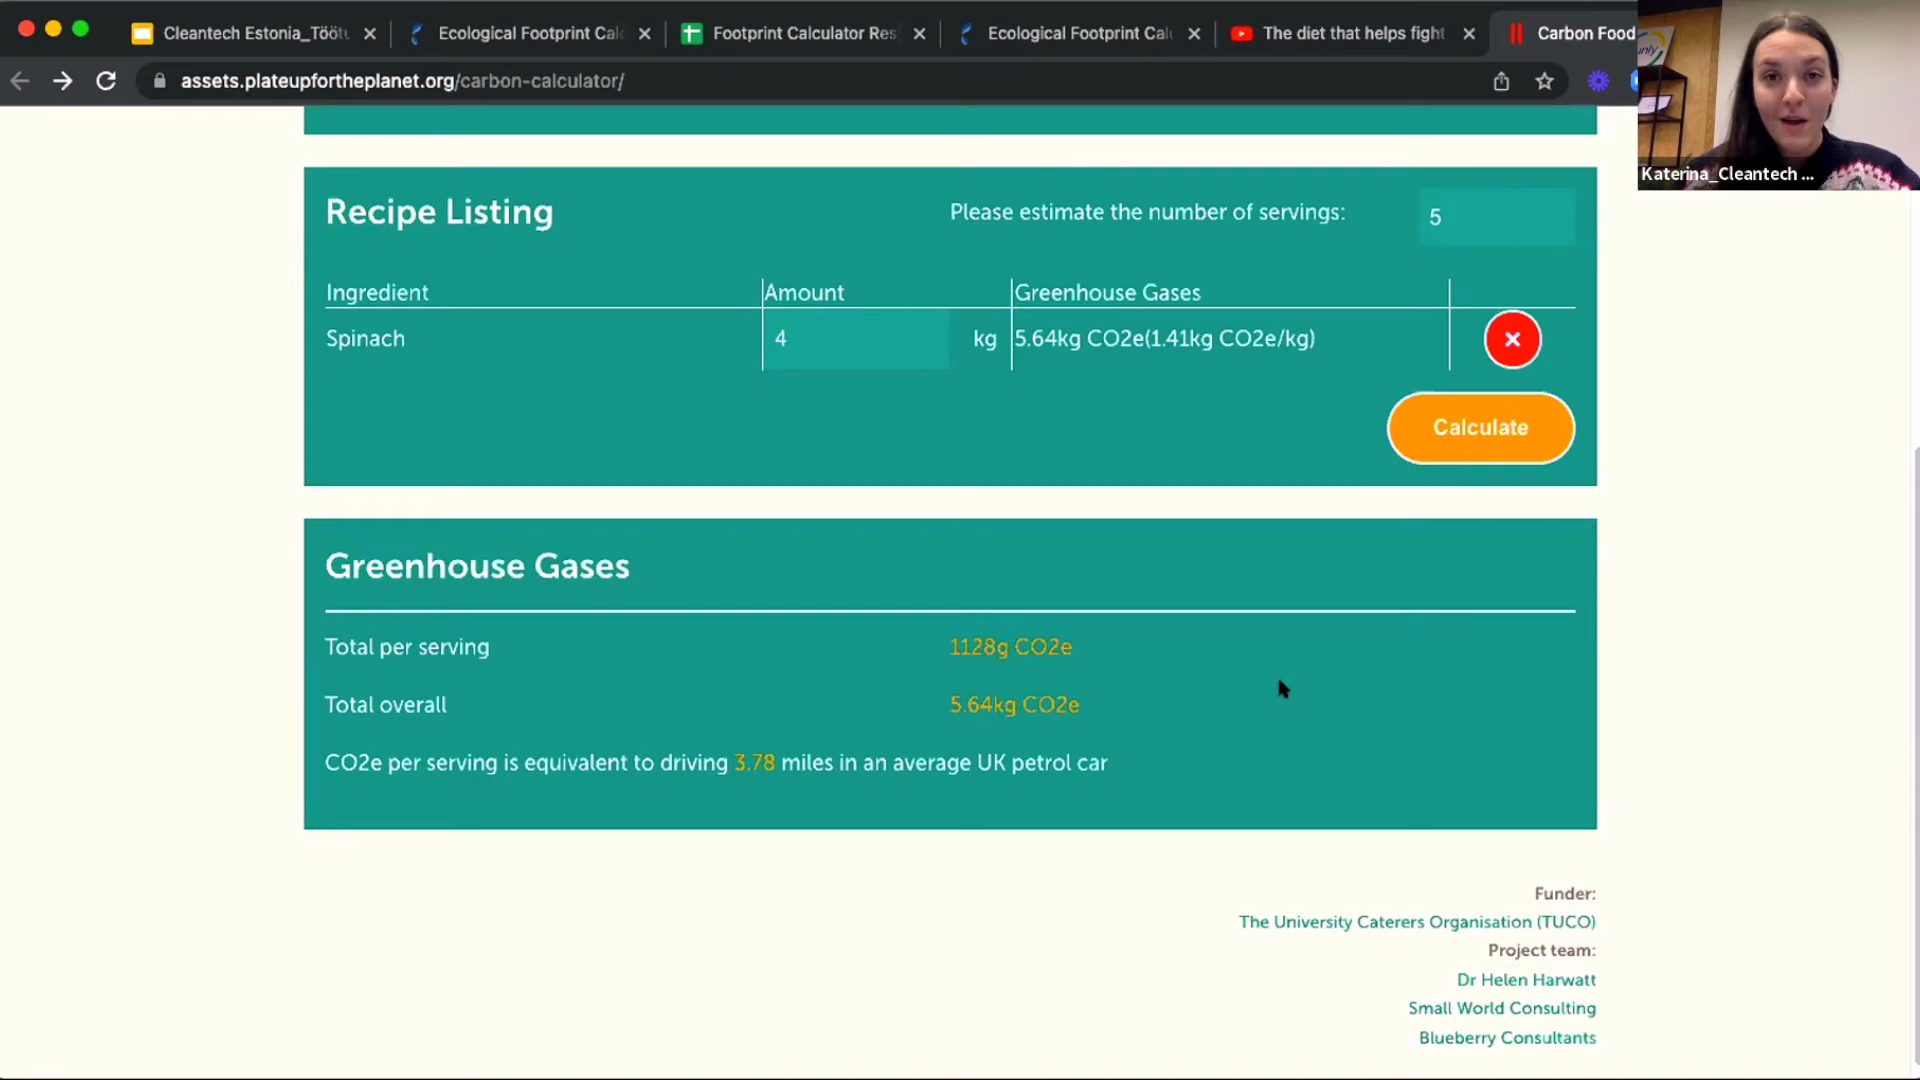 Cleantech Estonia_Töötu
Ecological Footprint Calc
Footprint Calculator Res
Ecological Footprint Calc
The diet that helps fight
Carbon Food
assets.plateupfortheplanet.org/carbon-calculator/
Katerina_Cleantech ...
Recipe Listing
Please estimate the number of servings:
5
Ingredient
Amount
Greenhouse Gases
Spinach
4
kg
5.64kg CO2e(1.41kg CO2e/kg)
Calculate
Greenhouse Gases
Total per serving
1128g CO2e
Total overall
5.64kg CO2e
CO2e per serving is equivalent to driving 3.78 miles in an average UK petrol car
Funder:
The University Caterers Organisation (TUCO)
Project team:
Dr Helen Harwatt
Small World Consulting
Blueberry Consultants